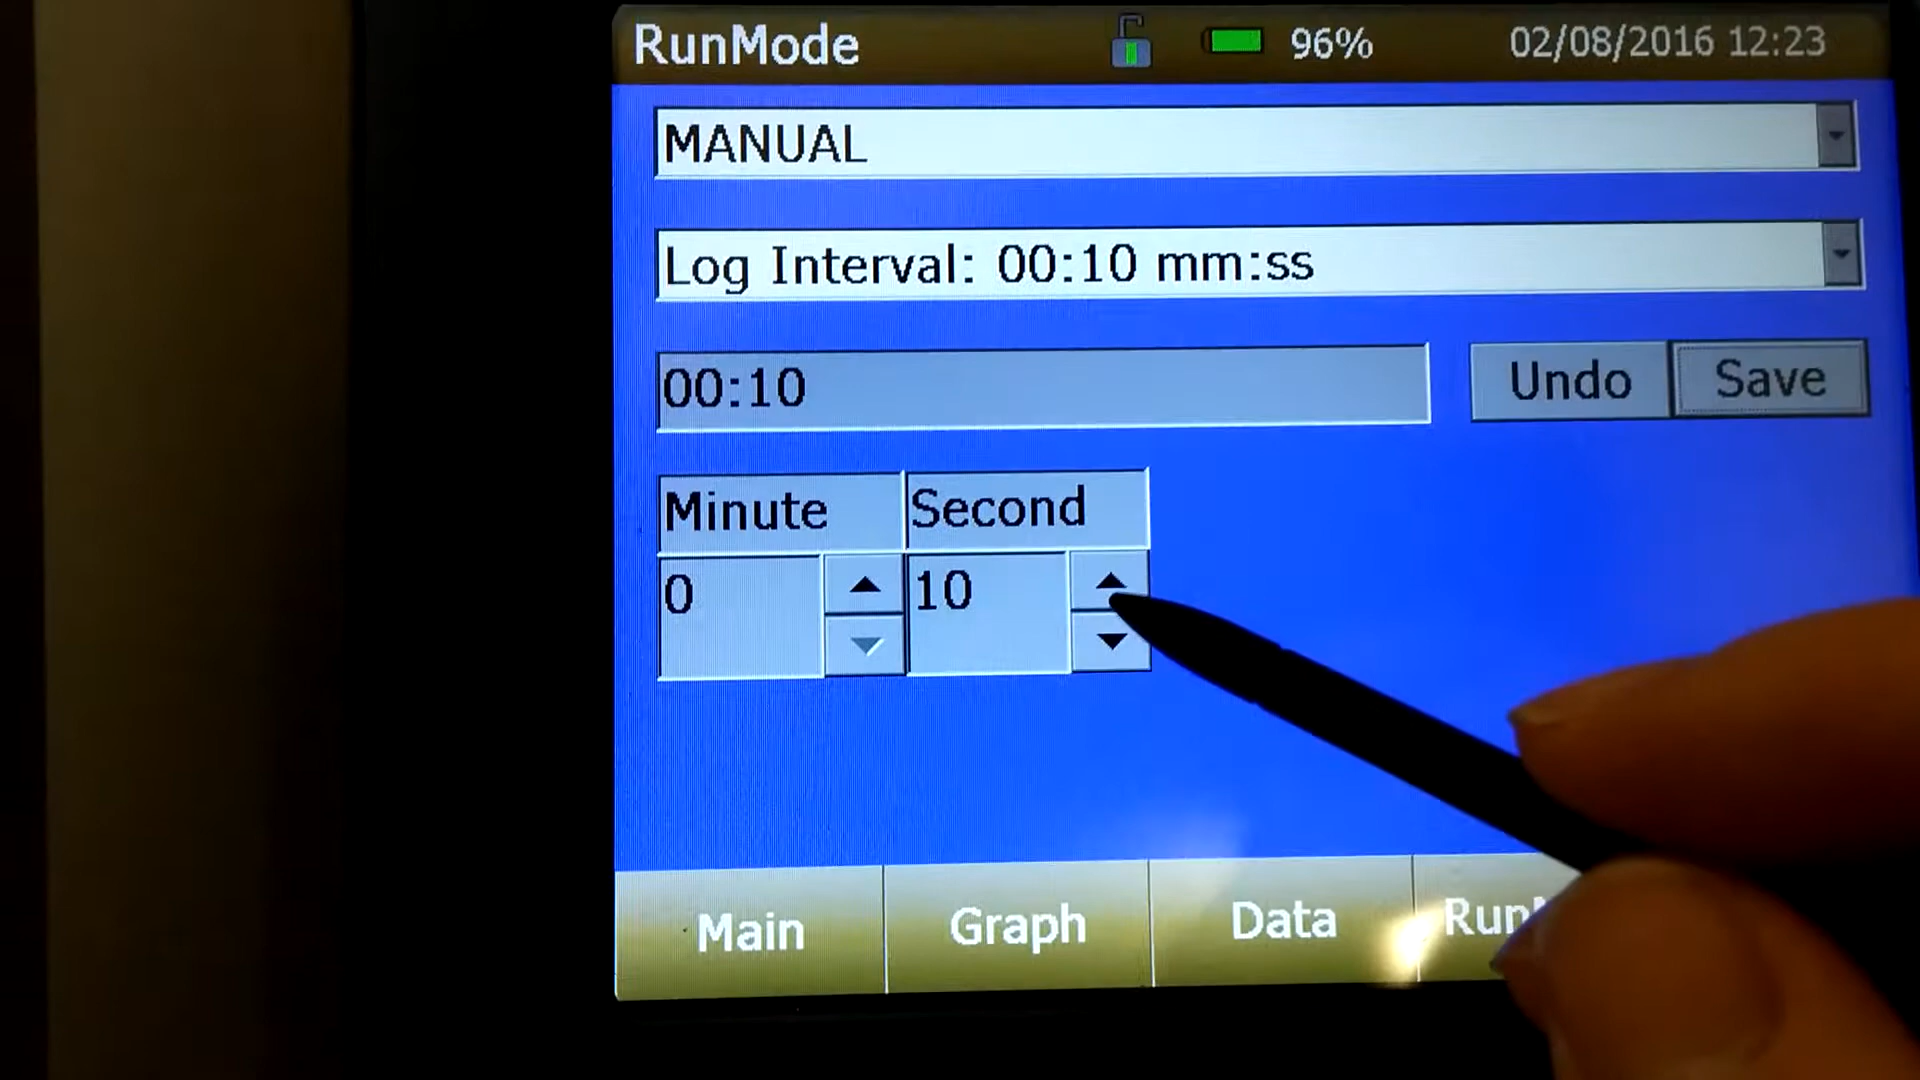 RunMode 96% 02/08/2016 12:23
MANUAL
Log Interval: 00:10 mm:ss
00:10 Undo Save
Minute Second
0 10
Main Graph Data